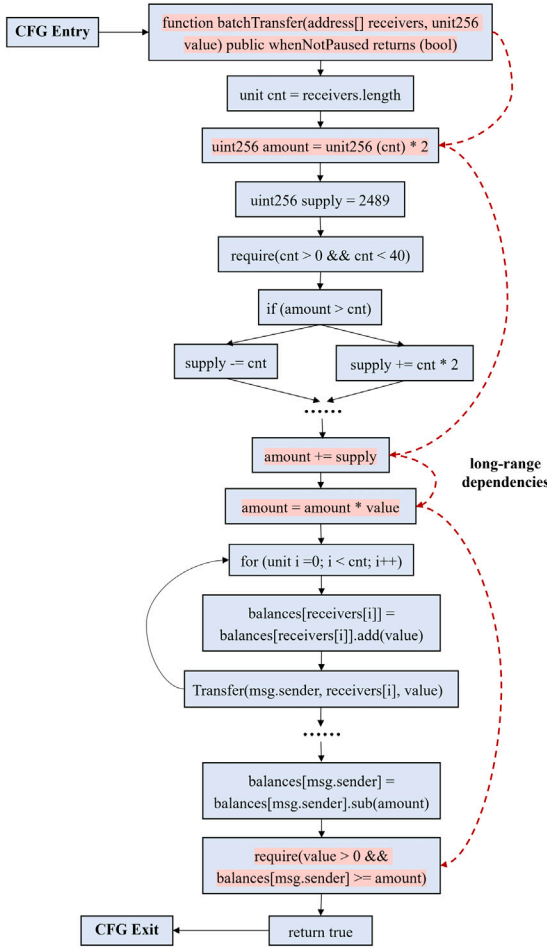 CFG Entry
function batchTransfer(address[] receivers, unit256
value) public whenNotPaused returns (bool)
unit cnt = receivers.length
uint256 amount = unit256 (cnt) * 2
uint256 supply = 2489
require(cnt > 0 && cnt < 40)
if (amount > cnt)
supply -= cnt
supply += cnt * 2
......
amount += supply
long-range
dependencies
amount = amount * value
for (unit i =0; i < cnt; i++)
balances[receivers[i]] =
balances[receivers[i]].add(value)
Transfer(msg.sender, receivers[i], value)
......
balances[msg.sender] =
balances[msg.sender].sub(amount)
require(value > 0 &&
balances[msg.sender] >= amount)
CFG Exit
return true